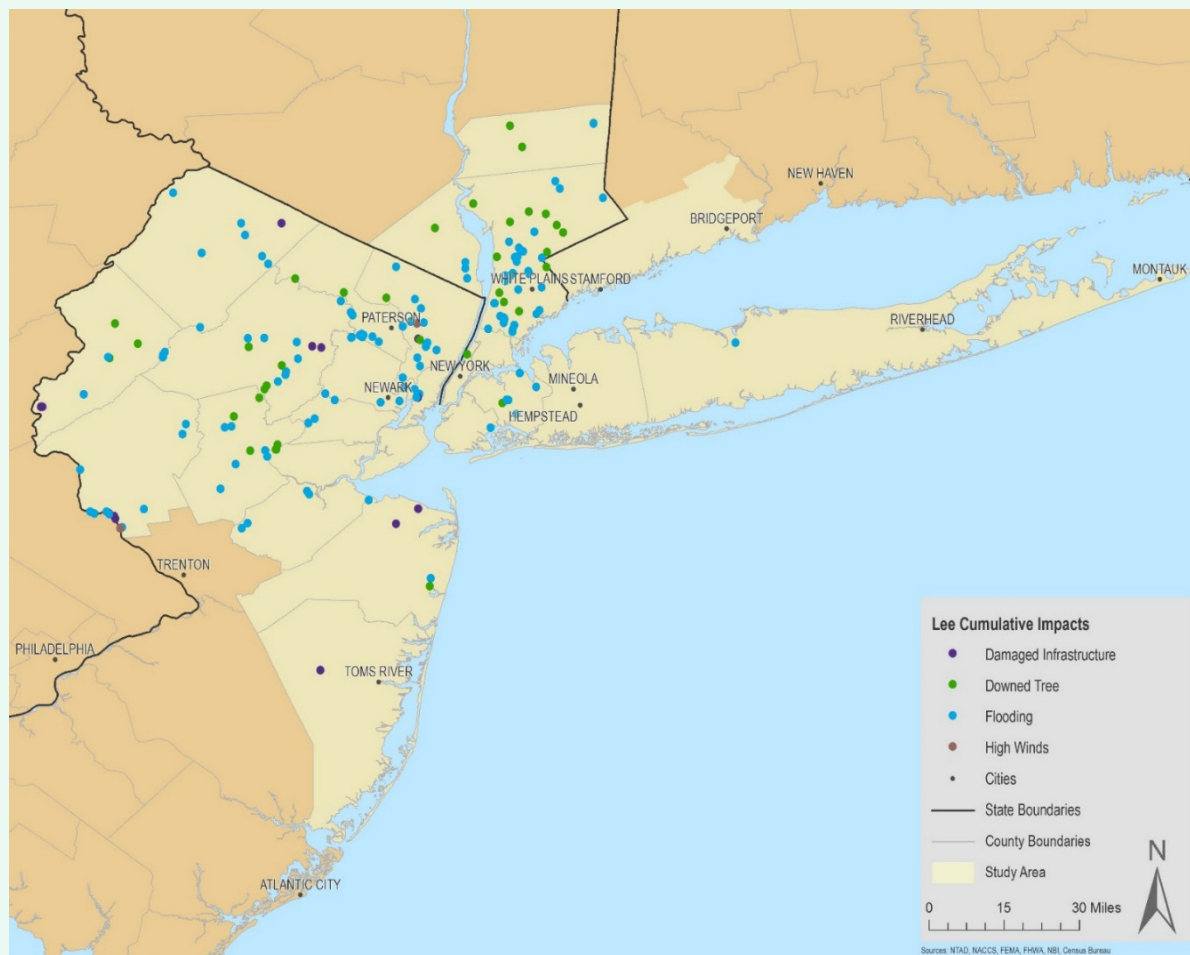 NEW HAVEN
BRIDGEPORT
MONTAUK
WHITE PLAINS STAMFORD
PATERSON
RIVERHEAD
NEW YORK
MINEOLA
NEWARK
HEMPSTEAD
TRENTON
PHILADELPHIA
TOMS RIVER
ATLANTIC CITY
Lee Cumulative Impacts
Damaged Infrastructure
Downed Tree
Flooding
High Winds
Cities
State Boundaries
County Boundaries
Study Area
N
0 15 30 Miles
Sources: NTAD, NACCS, FEMA, FHWA, NBI, Census Bureau